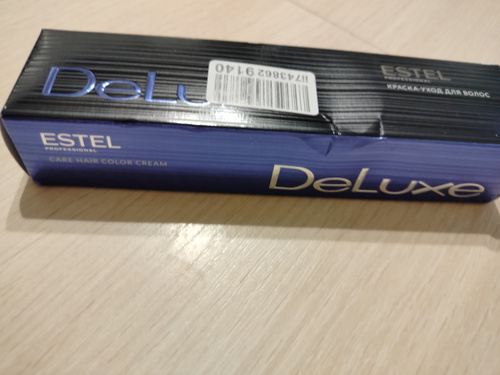 DeLu
ESTEL
PROFESSIONAL
КРАСКА-УХОД ДЛЯ ВОЛОС
ESTEL
PROFESSIONAL
CARE HAIR COLOR CREAM
DeLuxe